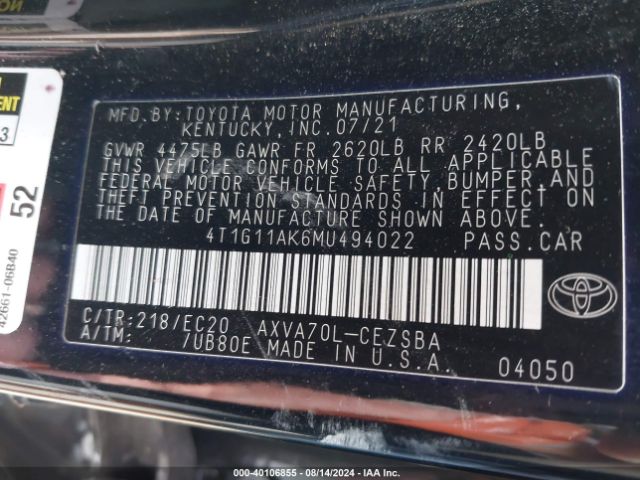 MFD.BY:TOYOTA MOTOR MANUFACTURING,
KENTUCKY,INC.07/21
GVWR 4475LB GAWR FR 2620LB RR 2420LB
THIS VEHICLE CONFORMS TO ALL APPLICABLE
FEDERAL MOTOR VEHICLE SAFETY,BUMPER,AND
THEFT PREVENTION STANDARDS IN EFFECT ON
THE DATE OF MANUFACTURE SHOWN ABOVE.
4T1G11AK6MU494022 PASS.CAR
C/TR:218/EC20 AXVA70L-CEZSBA
A/TM: /UB80E MADE IN U.S.A.
04050
3
52
42661-06B40
000-40106855 - 08/14/2024 - IAA Inc.